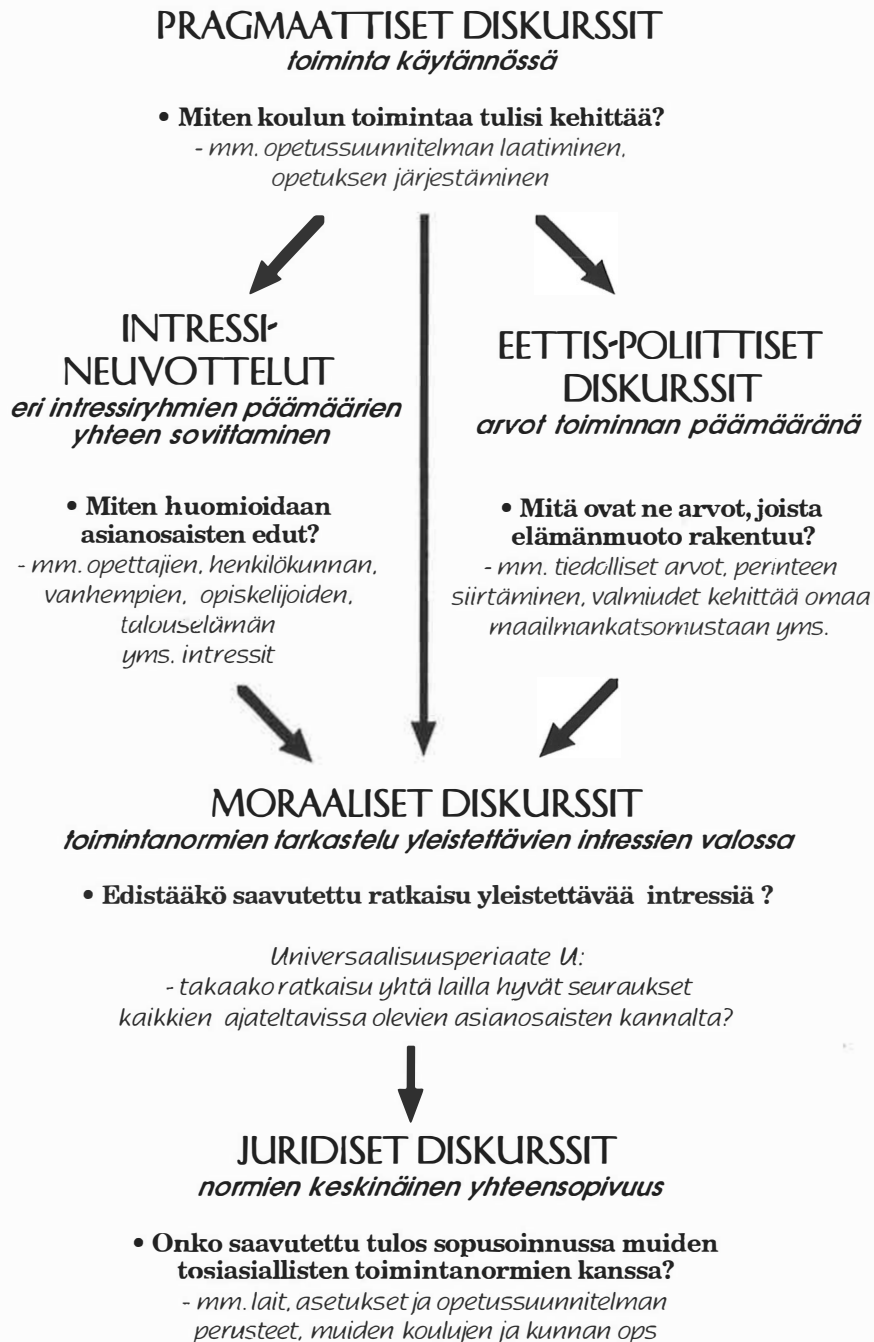 PRAGMAATTISET DISKURSSIT
toiminta käytännössä
• Miten koulun toimintaa tulisi kehittää?
- mm. opetussuunnitelman laatiminen,
opetuksen järjestäminen
INTRESSI-
NEUVOTTELUT
eri intressiryhmien päämäärien
yhteen sovittaminen
• Miten huomioidaan
asianosaisten edut?
- mm. opettajien, henkilökunnan,
vanhempien, opiskelijoiden,
talouselämän
yms. intressit
EETTIS-POLIITTISET
DISKURSSIT
arvot toiminnan päämääränä
• Mitä ovat ne arvot, joista
elämänmuoto rakentuu?
- mm. tiedolliset arvot, perinteen
siirtäminen, valmiudet kehittää omaa
maailmankatsomustaan yms.
MORAALISET DISKURSSIT
toimintanormien tarkastelu yleistettävien intressien valossa
• Edistääkö saavutettu ratkaisu yleistettävää intressiä ?
Universaalisuusperiaate U:
- takaako ratkaisu yhtä lailla hyvät seuraukset
kaikkien ajateltavissa olevien asianosaisten kannalta?
JURIDISET DISKURSSIT
normien keskinäinen yhteensopivuus
• Onko saavutettu tulos sopusoinnussa muiden
tosiasiallisten toimintanormien kanssa?
- mm. lait, asetukset ja opetussuunnitelman
perusteet, muiden koulujen ja kunnan ops